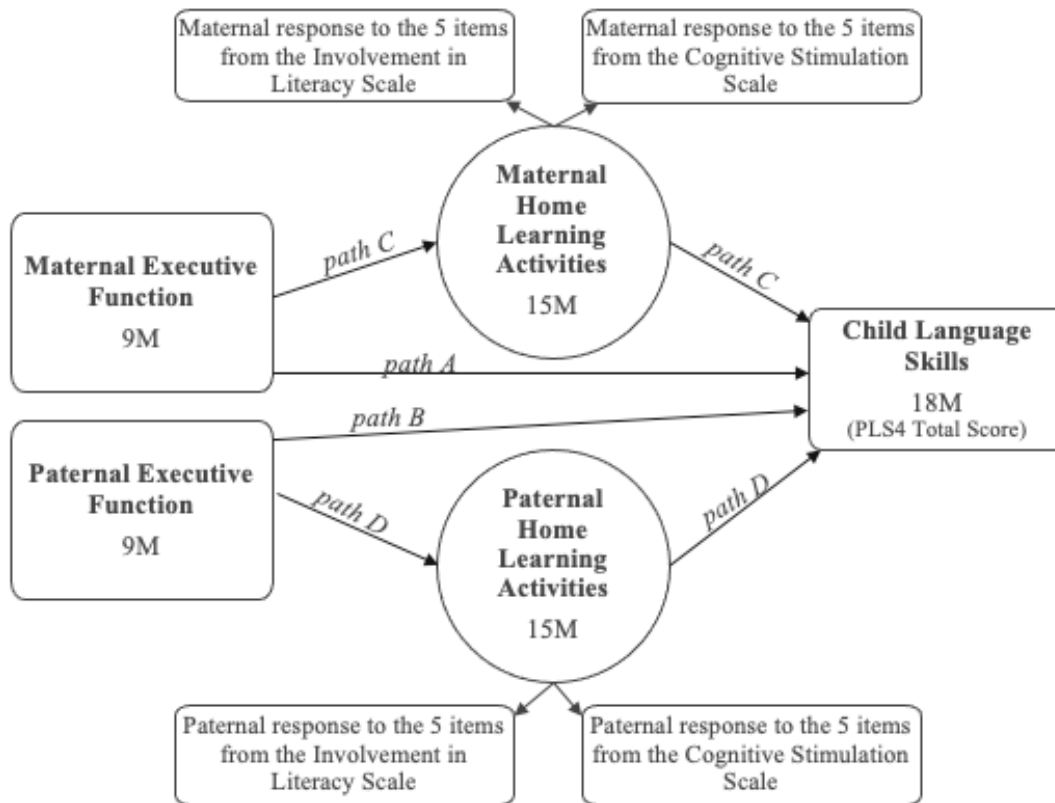 Maternal response to the 5 items
from the Involvement in
Literacy Scale
Maternal response to the 5 items
from the Cognitive Stimulation
Scale
Maternal
Home
Learning
Activities
15M
Maternal Executive
Function
9M
path C
path C
path A
Child Language
Skills
18M
(PLS4 Total Score)
path B
Paternal Executive
Function
9M
path D
path D
Paternal
Home
Learning
Activities
15M
Paternal response to the 5 items
from the Involvement in
Literacy Scale
Paternal response to the 5 items
from the Cognitive Stimulation
Scale